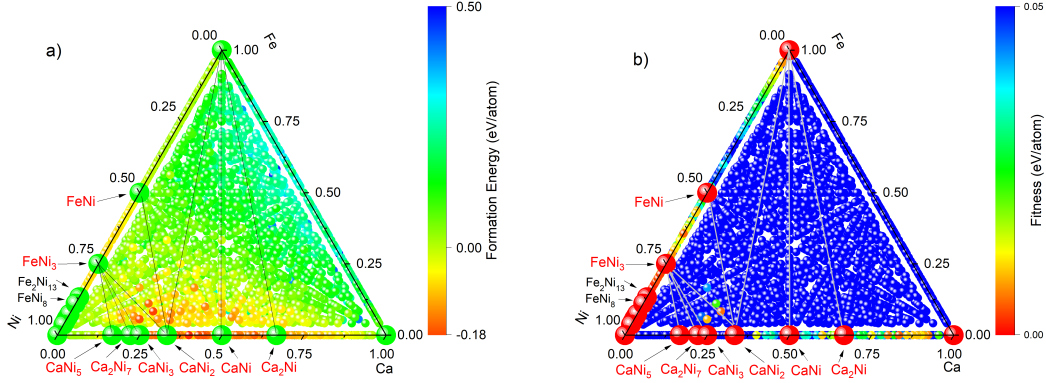 a)
0.00
Fe
1.00
0.25
0.75
0.50
0.50
FeNi
0.75
0.25
FeNi3
Fe2Ni13
FeNi8
Ni
1.00
0.00
0.00
0.25
0.5
0.75
1.00
CaNi5
Ca2Ni7
CaNi3
CaNi2
CaNi
Ca2Ni
Ca
0.50
0.00
-0.18
Formation Energy (eV/atom)
b)
0.00
Fe
1.00
0.25
0.75
0.50
0.50
FeNi
0.75
0.25
FeNi3
Fe2Ni13
FeNi8
Ni
1.00
0.00
0.00
0.25
0.50
0.75
1.00
CaNi5
Ca2Ni7
CaNi3
CaNi2
CaNi
Ca2Ni
Ca
0.05
0.00
Fitness (eV/atom)